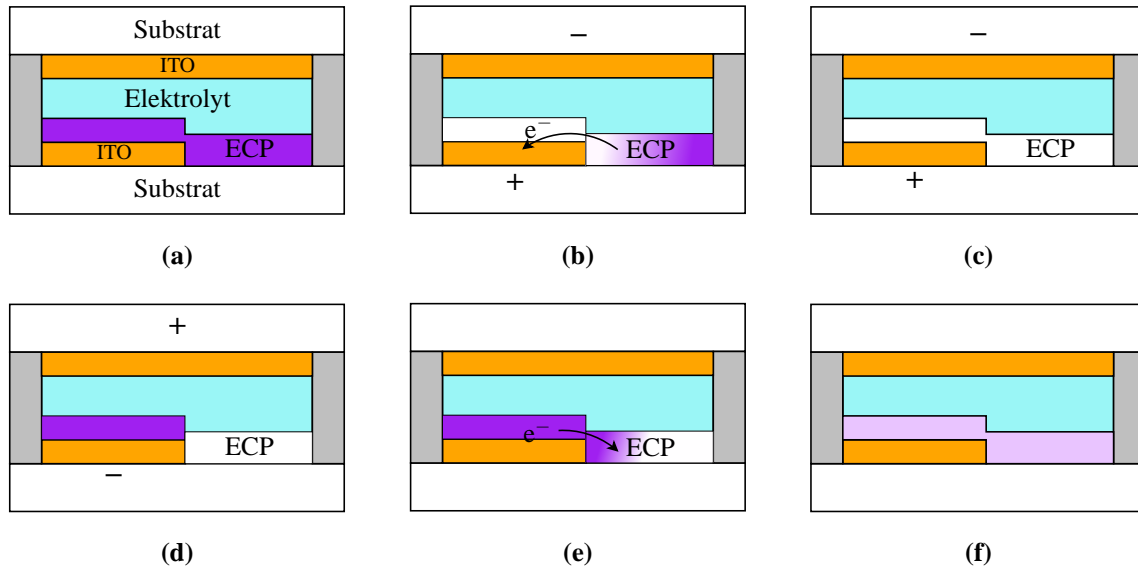 Substrat
ITO
Elektrolyt
ITO
ECP
Substrat
(a)
−
e−
ECP
+
(b)
−
ECP
+
(c)
+
ECP
−
(d)
e−
ECP
(e)
(f)